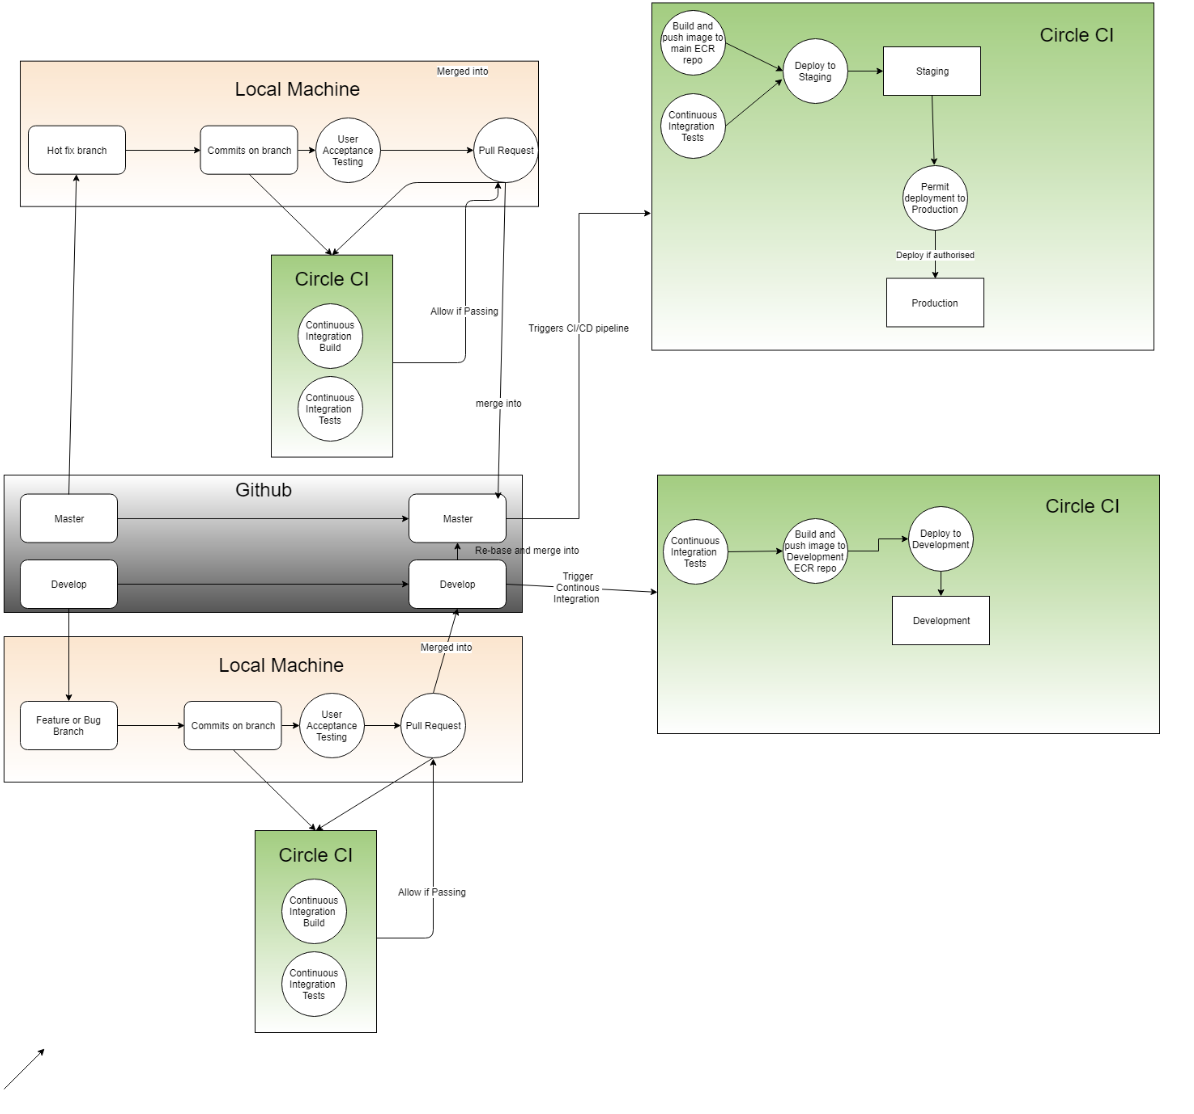 Merged into
Local Machine
Hot fix branch
Commits on branch
User
Acceptance
Testing
Pull Request
Circle CI
Continuous
Integration
Build
Continuous
Integration
Tests
Allow if Passing
merge into
Triggers CI/CD pipeline
Circle CI
Build and
push image to
main ECR
repo
Continuous
Integration
Tests
Deploy to
Staging
Staging
Permit
deployment to
Production
Deploy if authorised
Production
Github
Master
Master
Re-base and merge into
Develop
Develop
Trigger
Continous
Integration
Circle CI
Continuous
Integration
Tests
Build and
push image to
Development
ECR repo
Deploy to
Development
Development
Merged into
Local Machine
Feature or Bug
Branch
Commits on branch
User
Acceptance
Testing
Pull Request
Circle CI
Continuous
Integration
Build
Continuous
Integration
Tests
Allow if Passing